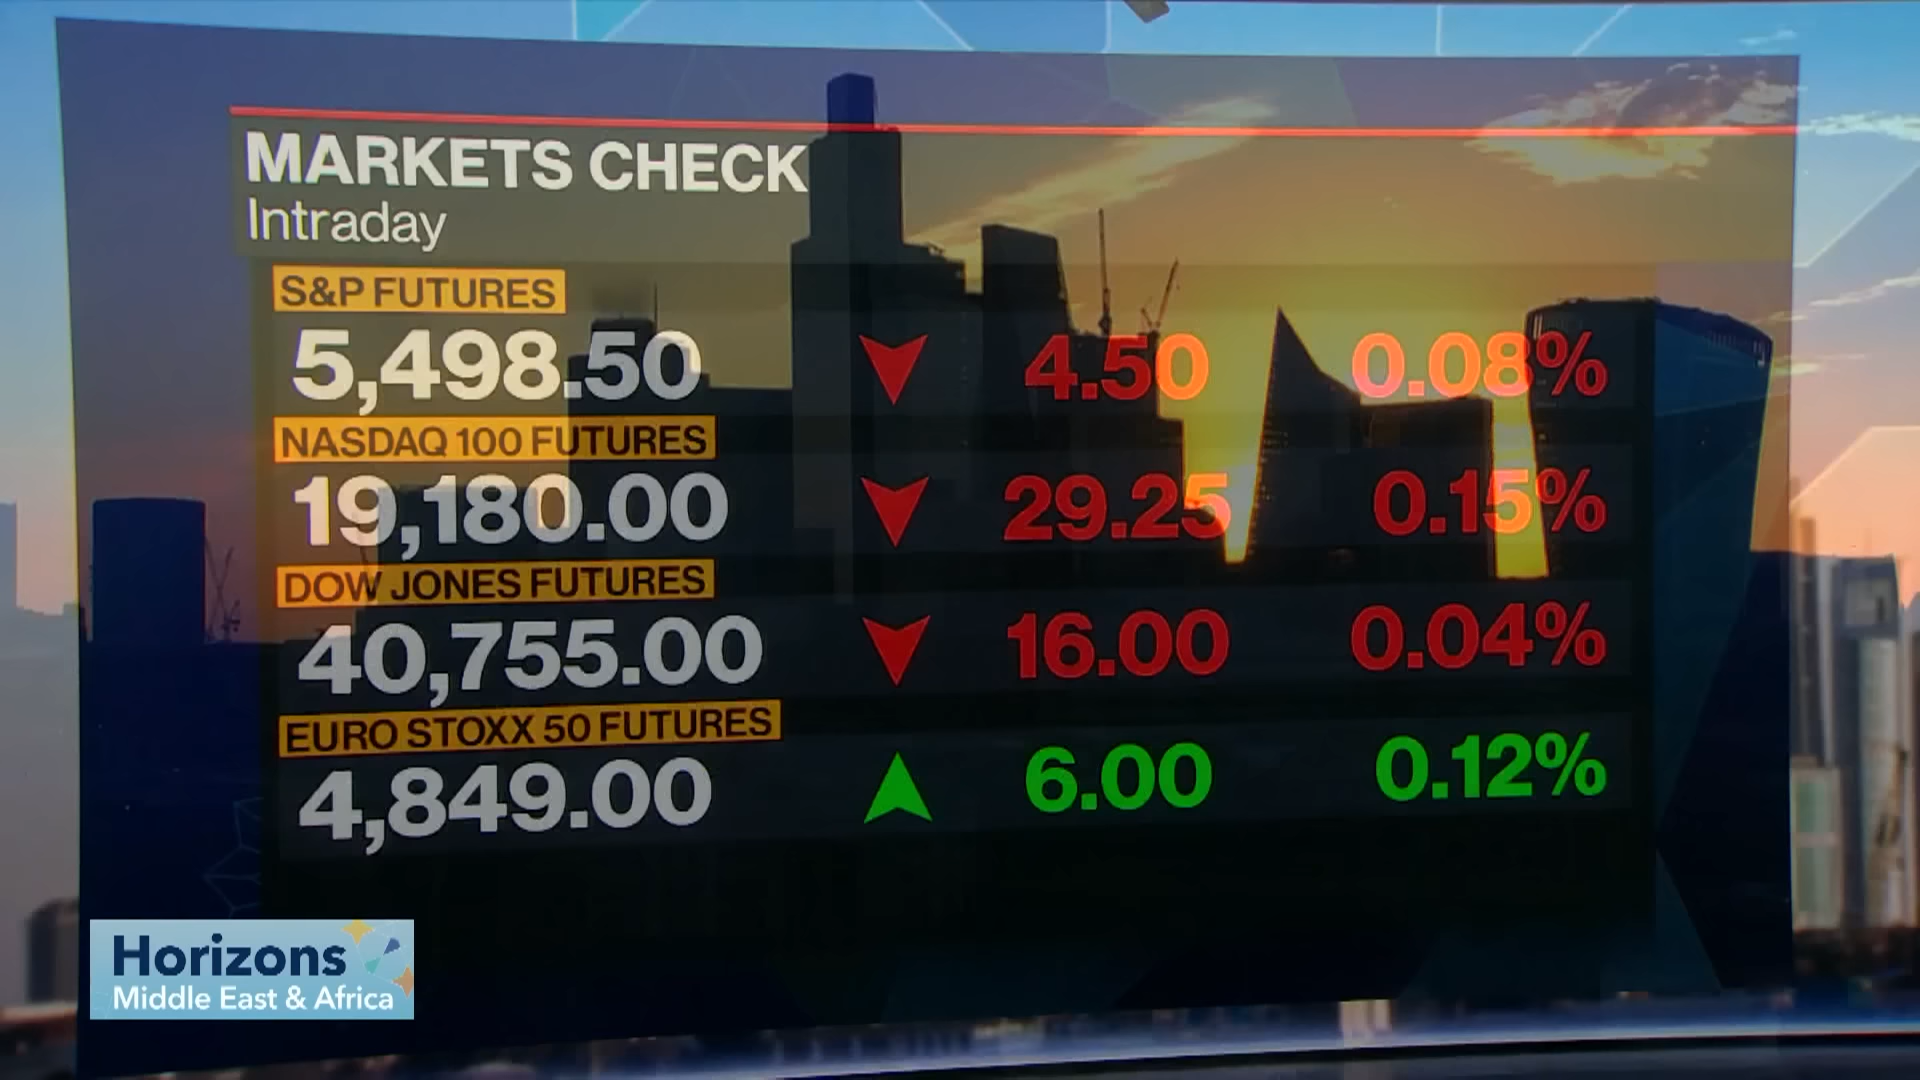 MARKETS CHECK
Intraday
S&P FUTURES
5,498.50 4.50 0.08%
NASDAQ 100 FUTURES
19,180.00 29.25 0.15%
DOW JONES FUTURES
40,755.00 16.00 0.04%
EURO STOXX 50 FUTURES
4,849.00 6.00 0.12%
Horizons
Middle East & Africa